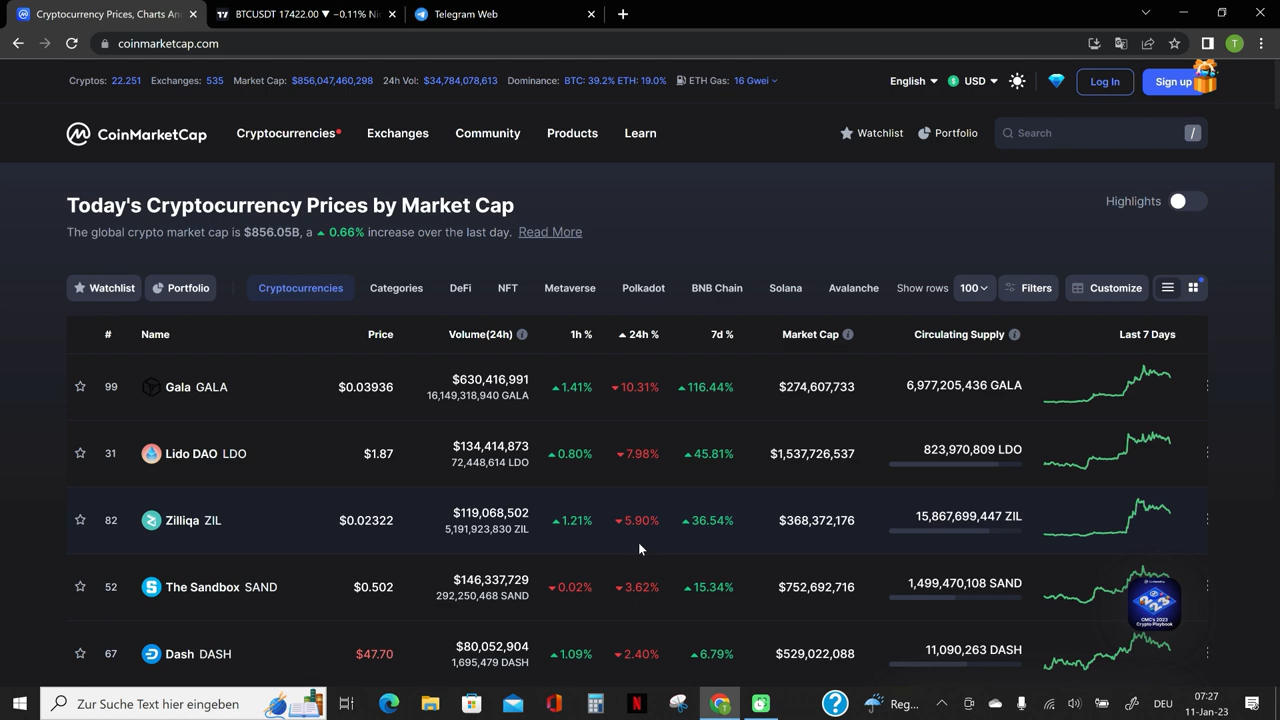 Cryptocurrency Prices, Charts An
BTCUSDT 17422.00 ▼ −0.11% Ni
Telegram Web
coinmarketcap.com
T
Cryptos: 22.251 Exchanges: 535 Market Cap: $856,047,460,298 24h Vol: $34,784,078,613 Dominance: BTC: 39.2% ETH: 19.0% ETH Gas: 16 Gwei
English USD Log In Sign up
CoinMarketCap Cryptocurrencies Exchanges Community Products Learn Watchlist Portfolio Search /
Today's Cryptocurrency Prices by Market Cap
Highlights
The global crypto market cap is $856.05B, a ▲ 0.66% increase over the last day. Read More
Watchlist Portfolio Cryptocurrencies Categories DeFi NFT Metaverse Polkadot BNB Chain Solana Avalanche Show rows 100 Filters Customize
# Name Price Volume(24h) 1h % ▲ 24h % 7d % Market Cap Circulating Supply Last 7 Days
99 Gala GALA $0.03936 $630,416,991 ▲1.41% ▼10.31% ▲116.44% $274,607,733 6,977,205,436 GALA
16,149,318,940 GALA
31 Lido DAO LDO $1.87 $134,414,873 ▲0.80% ▼7.98% ▲45.81% $1,537,726,537 823,970,809 LDO
72,448,614 LDO
82 Zilliqa ZIL $0.02322 $119,068,502 ▲1.21% ▼5.90% ▲36.54% $368,372,176 15,867,699,447 ZIL
5,191,923,830 ZIL
52 The Sandbox SAND $0.502 $146,337,729 ▼0.02% ▼3.62% ▲15.34% $752,692,716 1,499,470,108 SAND
292,250,468 SAND
CMC's 2023
Crypto Playbook
67 Dash DASH $47.70 $80,052,904 ▲1.09% ▼2.40% ▲6.79% $529,022,088 11,090,263 DASH
1,695,479 DASH
Zur Suche Text hier eingeben
N
Reg...
DEU
07:27
11-Jan-23